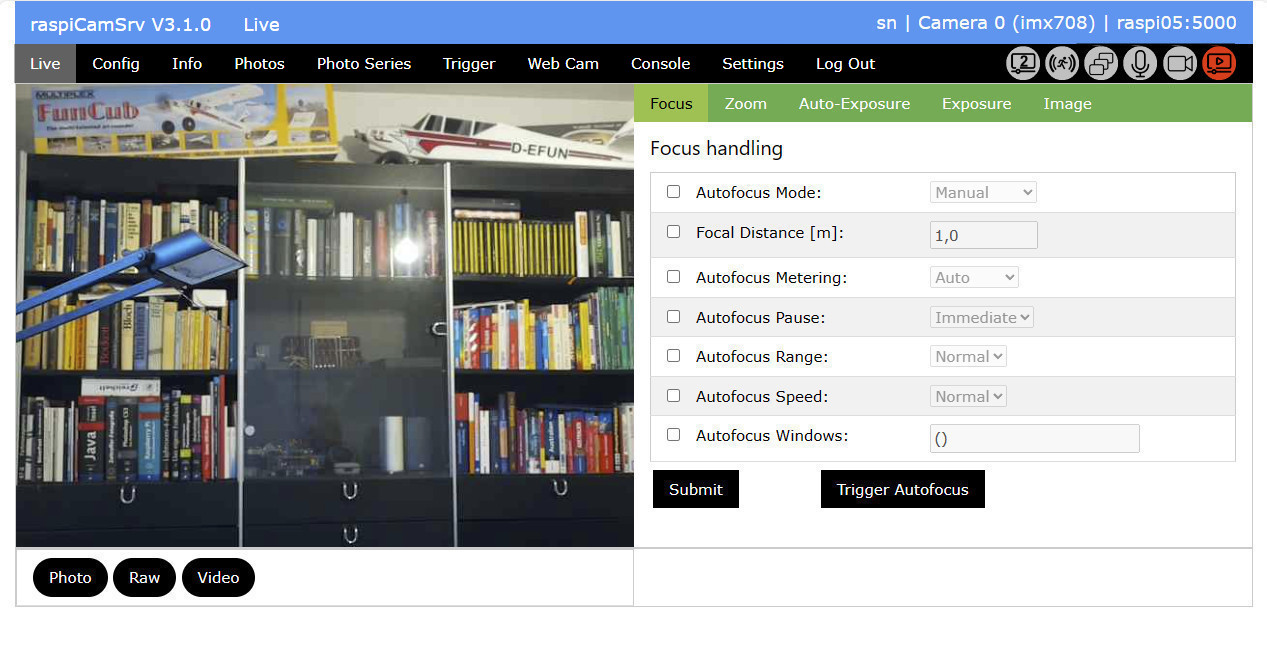 raspiCamSrv V3.1.0 Live
sn | Camera 0 (imx708) | raspi05:5000
Live Config Info Photos Photo Series Trigger Web Cam Console Settings Log Out
2
MULTIPLEX
FunCub
D-EFUN
Java
Focus Zoom Auto-Exposure Exposure Image
Focus handling
Autofocus Mode: Manual
Focal Distance [m]: 1,0
Autofocus Metering: Auto
Autofocus Pause: Immediate
Autofocus Range: Normal
Autofocus Speed: Normal
Autofocus Windows: ()
Submit Trigger Autofocus
Photo Raw Video